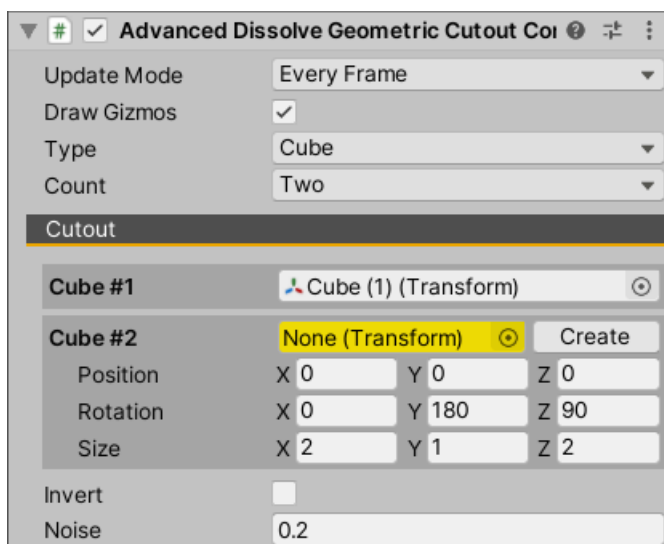 # Advanced Dissolve Geometric Cutout Coı
Update Mode Every Frame
Draw Gizmos
Type Cube
Count Two
Cutout
Cube #1 Cube (1) (Transform)
Cube #2 None (Transform) Create
Position X 0 Y 0 Z 0
Rotation X 0 Y 180 Z 90
Size X 2 Y 1 Z 2
Invert
Noise 0.2